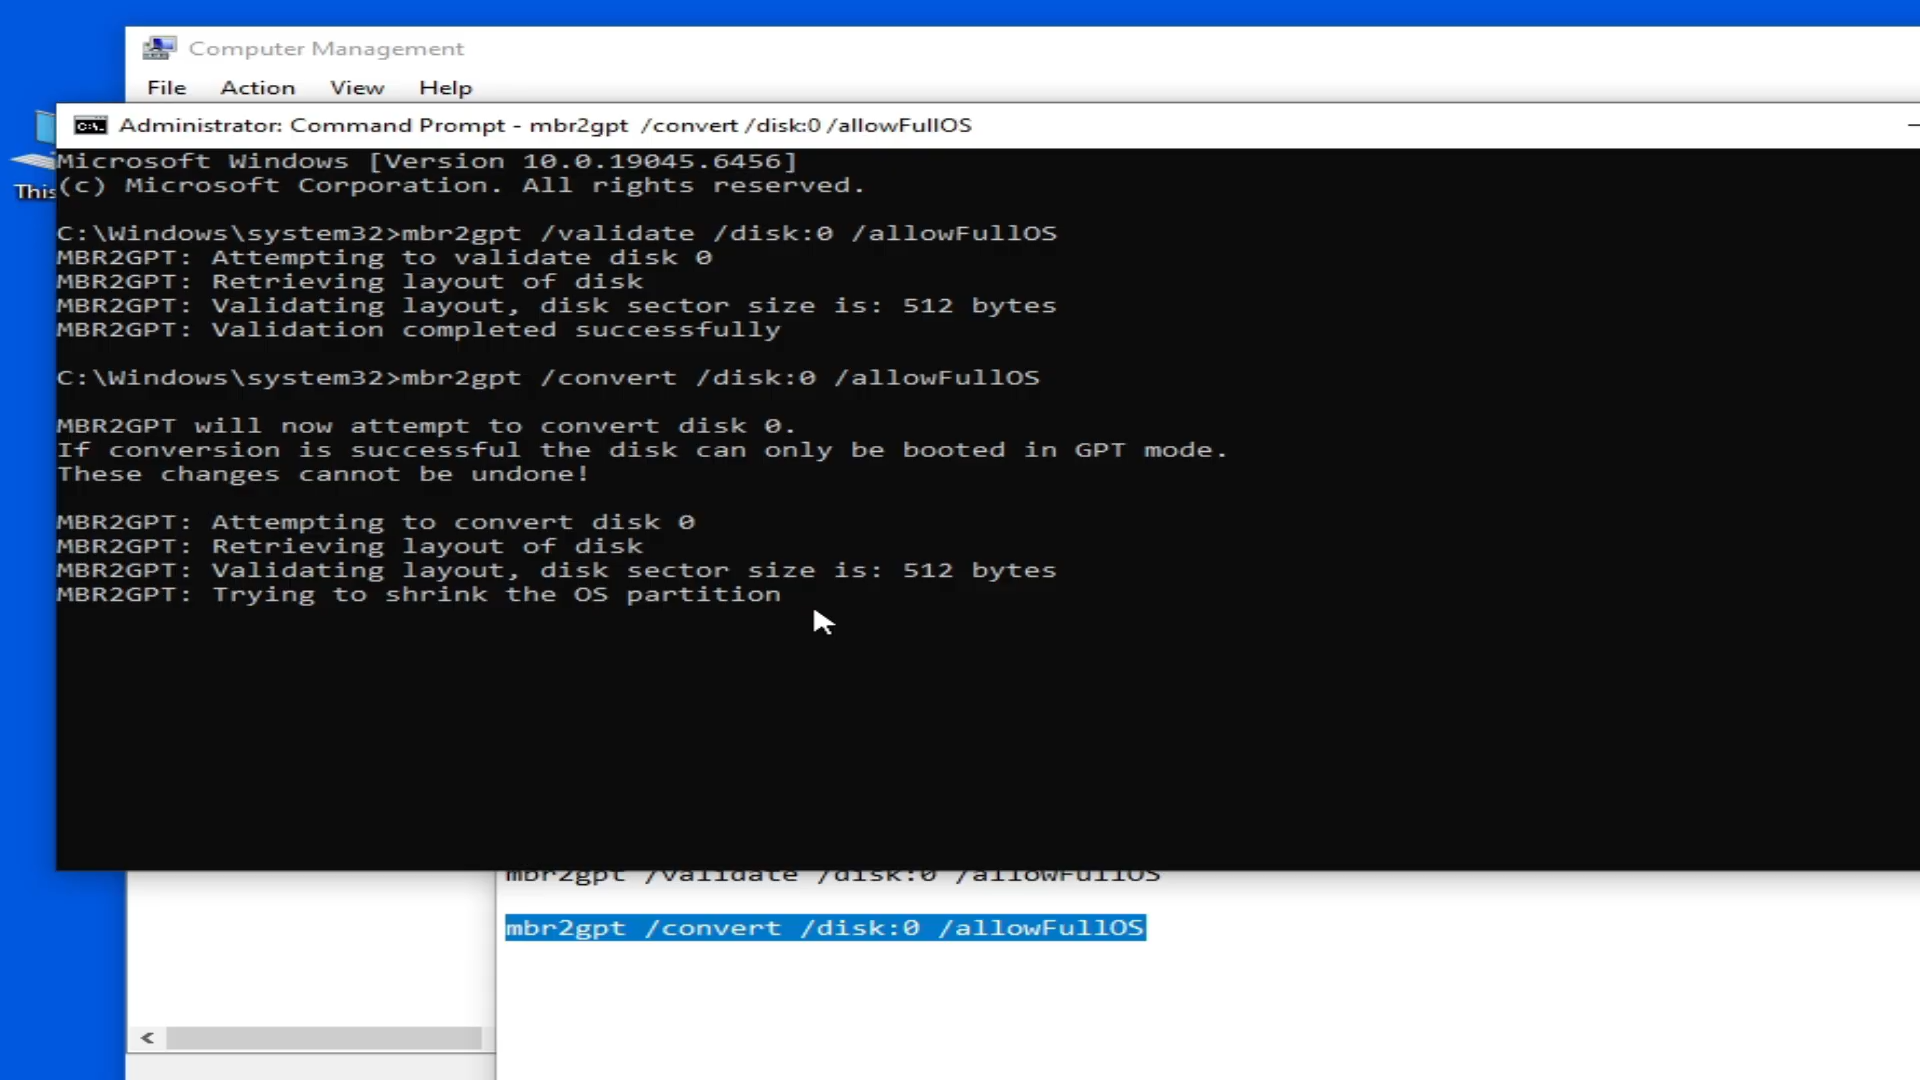 Computer Management
File Action View Help
Administrator: Command Prompt - mbr2gpt /convert /disk:0 /allowFullOS
Microsoft Windows [Version 10.0.19045.6456]
This
(c) Microsoft Corporation. All rights reserved.
C:\Windows\system32>mbr2gpt /validate /disk:0 /allowFullOS
MBR2GPT: Attempting to validate disk 0
MBR2GPT: Retrieving layout of disk
MBR2GPT: Validating layout, disk sector size is: 512 bytes
MBR2GPT: Validation completed successfully
C:\Windows\system32>mbr2gpt /convert /disk:0 /allowFullOS
MBR2GPT will now attempt to convert disk 0.
If conversion is successful the disk can only be booted in GPT mode.
These changes cannot be undone!
MBR2GPT: Attempting to convert disk 0
MBR2GPT: Retrieving layout of disk
MBR2GPT: Validating layout, disk sector size is: 512 bytes
MBR2GPT: Trying to shrink the OS partition
mbr2gpt /validate /disk:0 /allowFullOS
mbr2gpt /convert /disk:0 /allowFullOS